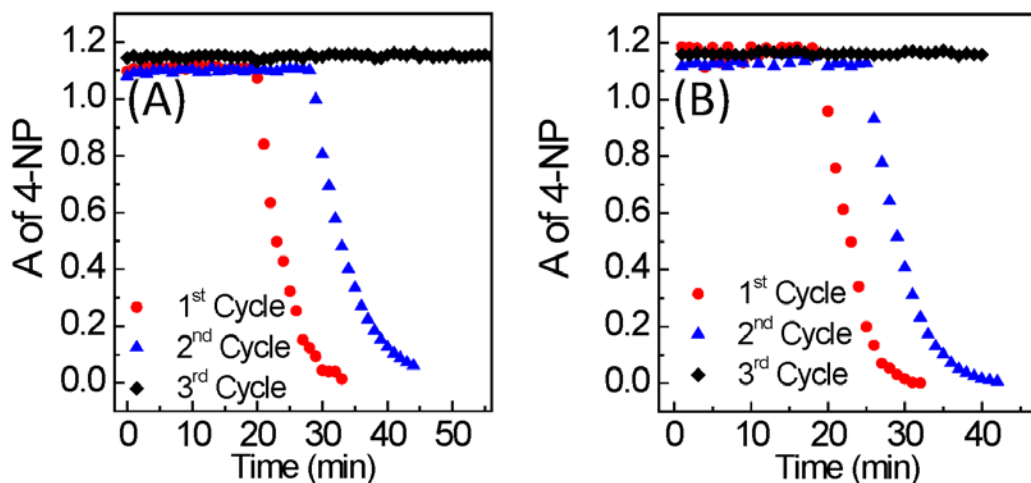 (A)
A of 4-NP
1.2
1.0
0.8
0.6
0.4
0.2
0.0
1st Cycle
2nd Cycle
3rd Cycle
0 10 20 30 40 50
Time (min)
(B)
A of 4-NP
1.2
1.0
0.8
0.6
0.4
0.2
0.0
1st Cycle
2nd Cycle
3rd Cycle
0 10 20 30 40
Time (min)